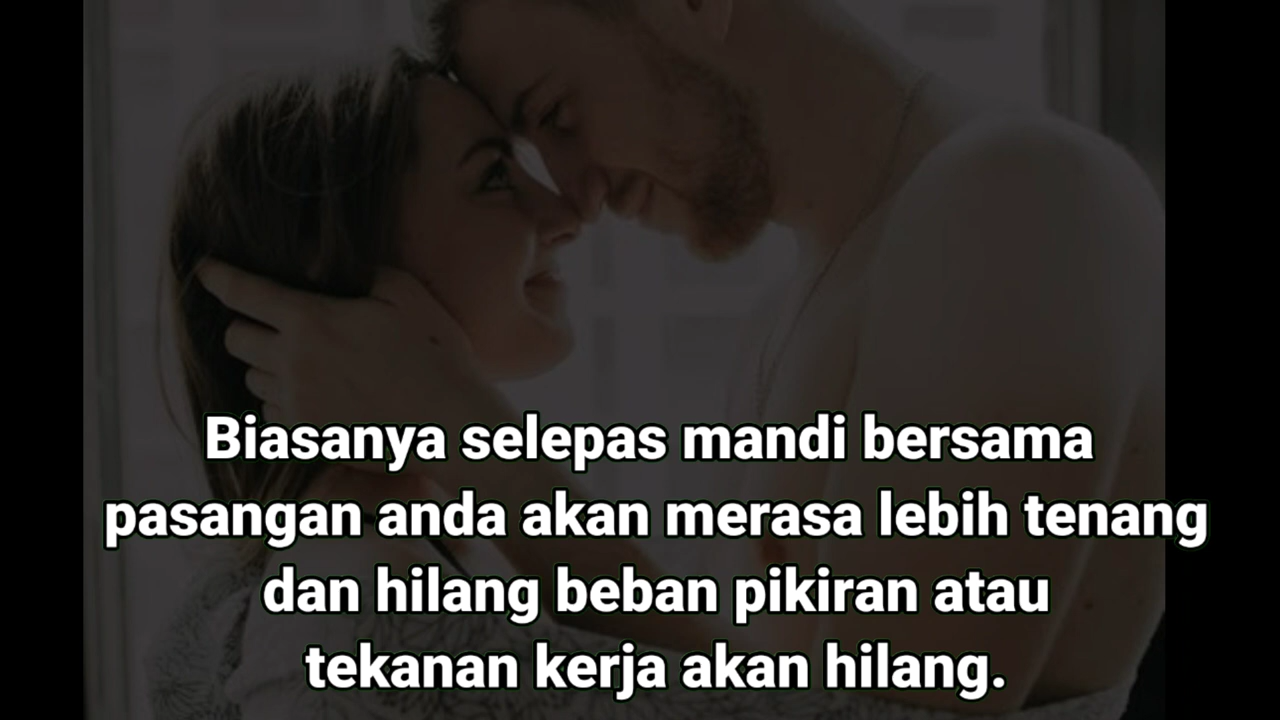 Biasanya selepas mandi bersama
pasangan anda akan merasa lebih tenang
dan hilang beban pikiran atau
tekanan kerja akan hilang.